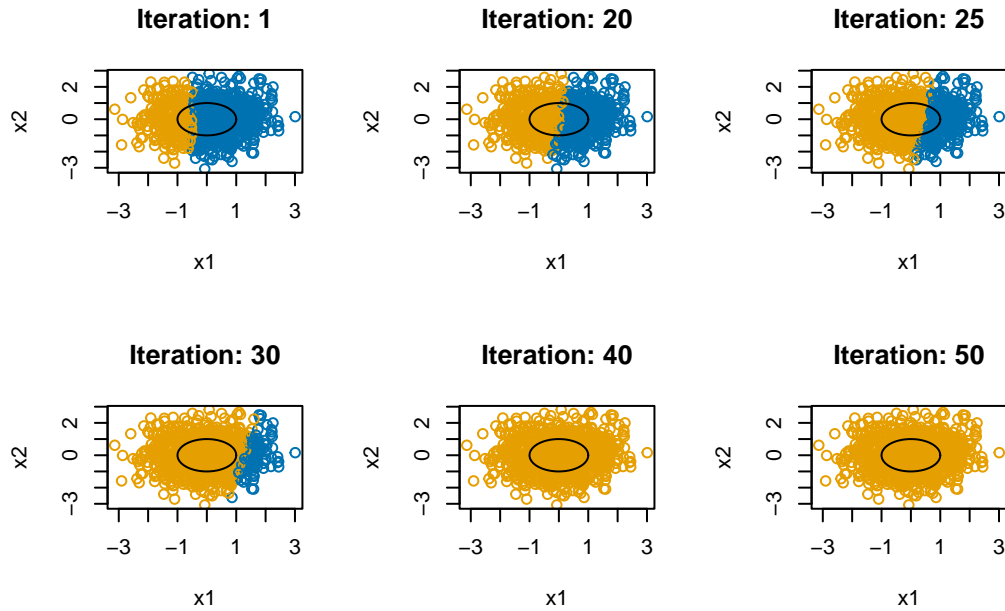 Iteration: 1
x2
2
0
−3
−3 −1 1 3
x1
Iteration: 20
x2
2
0
−3
−3 −1 1 3
x1
Iteration: 25
x2
2
0
−3
−3 −1 1 3
x1
Iteration: 30
x2
2
0
−3
−3 −1 1 3
x1
Iteration: 40
x2
2
0
−3
−3 −1 1 3
x1
Iteration: 50
x2
2
0
−3
−3 −1 1 3
x1